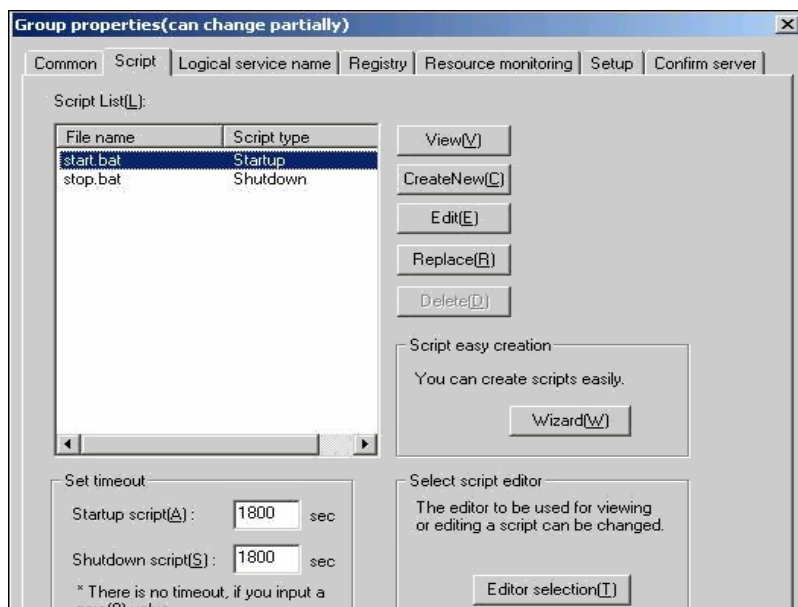 Group properties(can change partially)
Common Script Logical service name Registry Resource monitoring Setup Confirm server
Script List(L):
File name Script type
start.bat Startup
stop.bat Shutdown
View(V)
CreateNew(C)
Edit(E)
Replace(R)
Delete(D)
Script easy creation
You can create scripts easily.
Wizard(W)
Set timeout
Startup script(A) : 1800 sec
Shutdown script(S) : 1800 sec
* There is no timeout, if you input a
Select script editor
The editor to be used for viewing
or editing a script can be changed.
Editor selection(T)